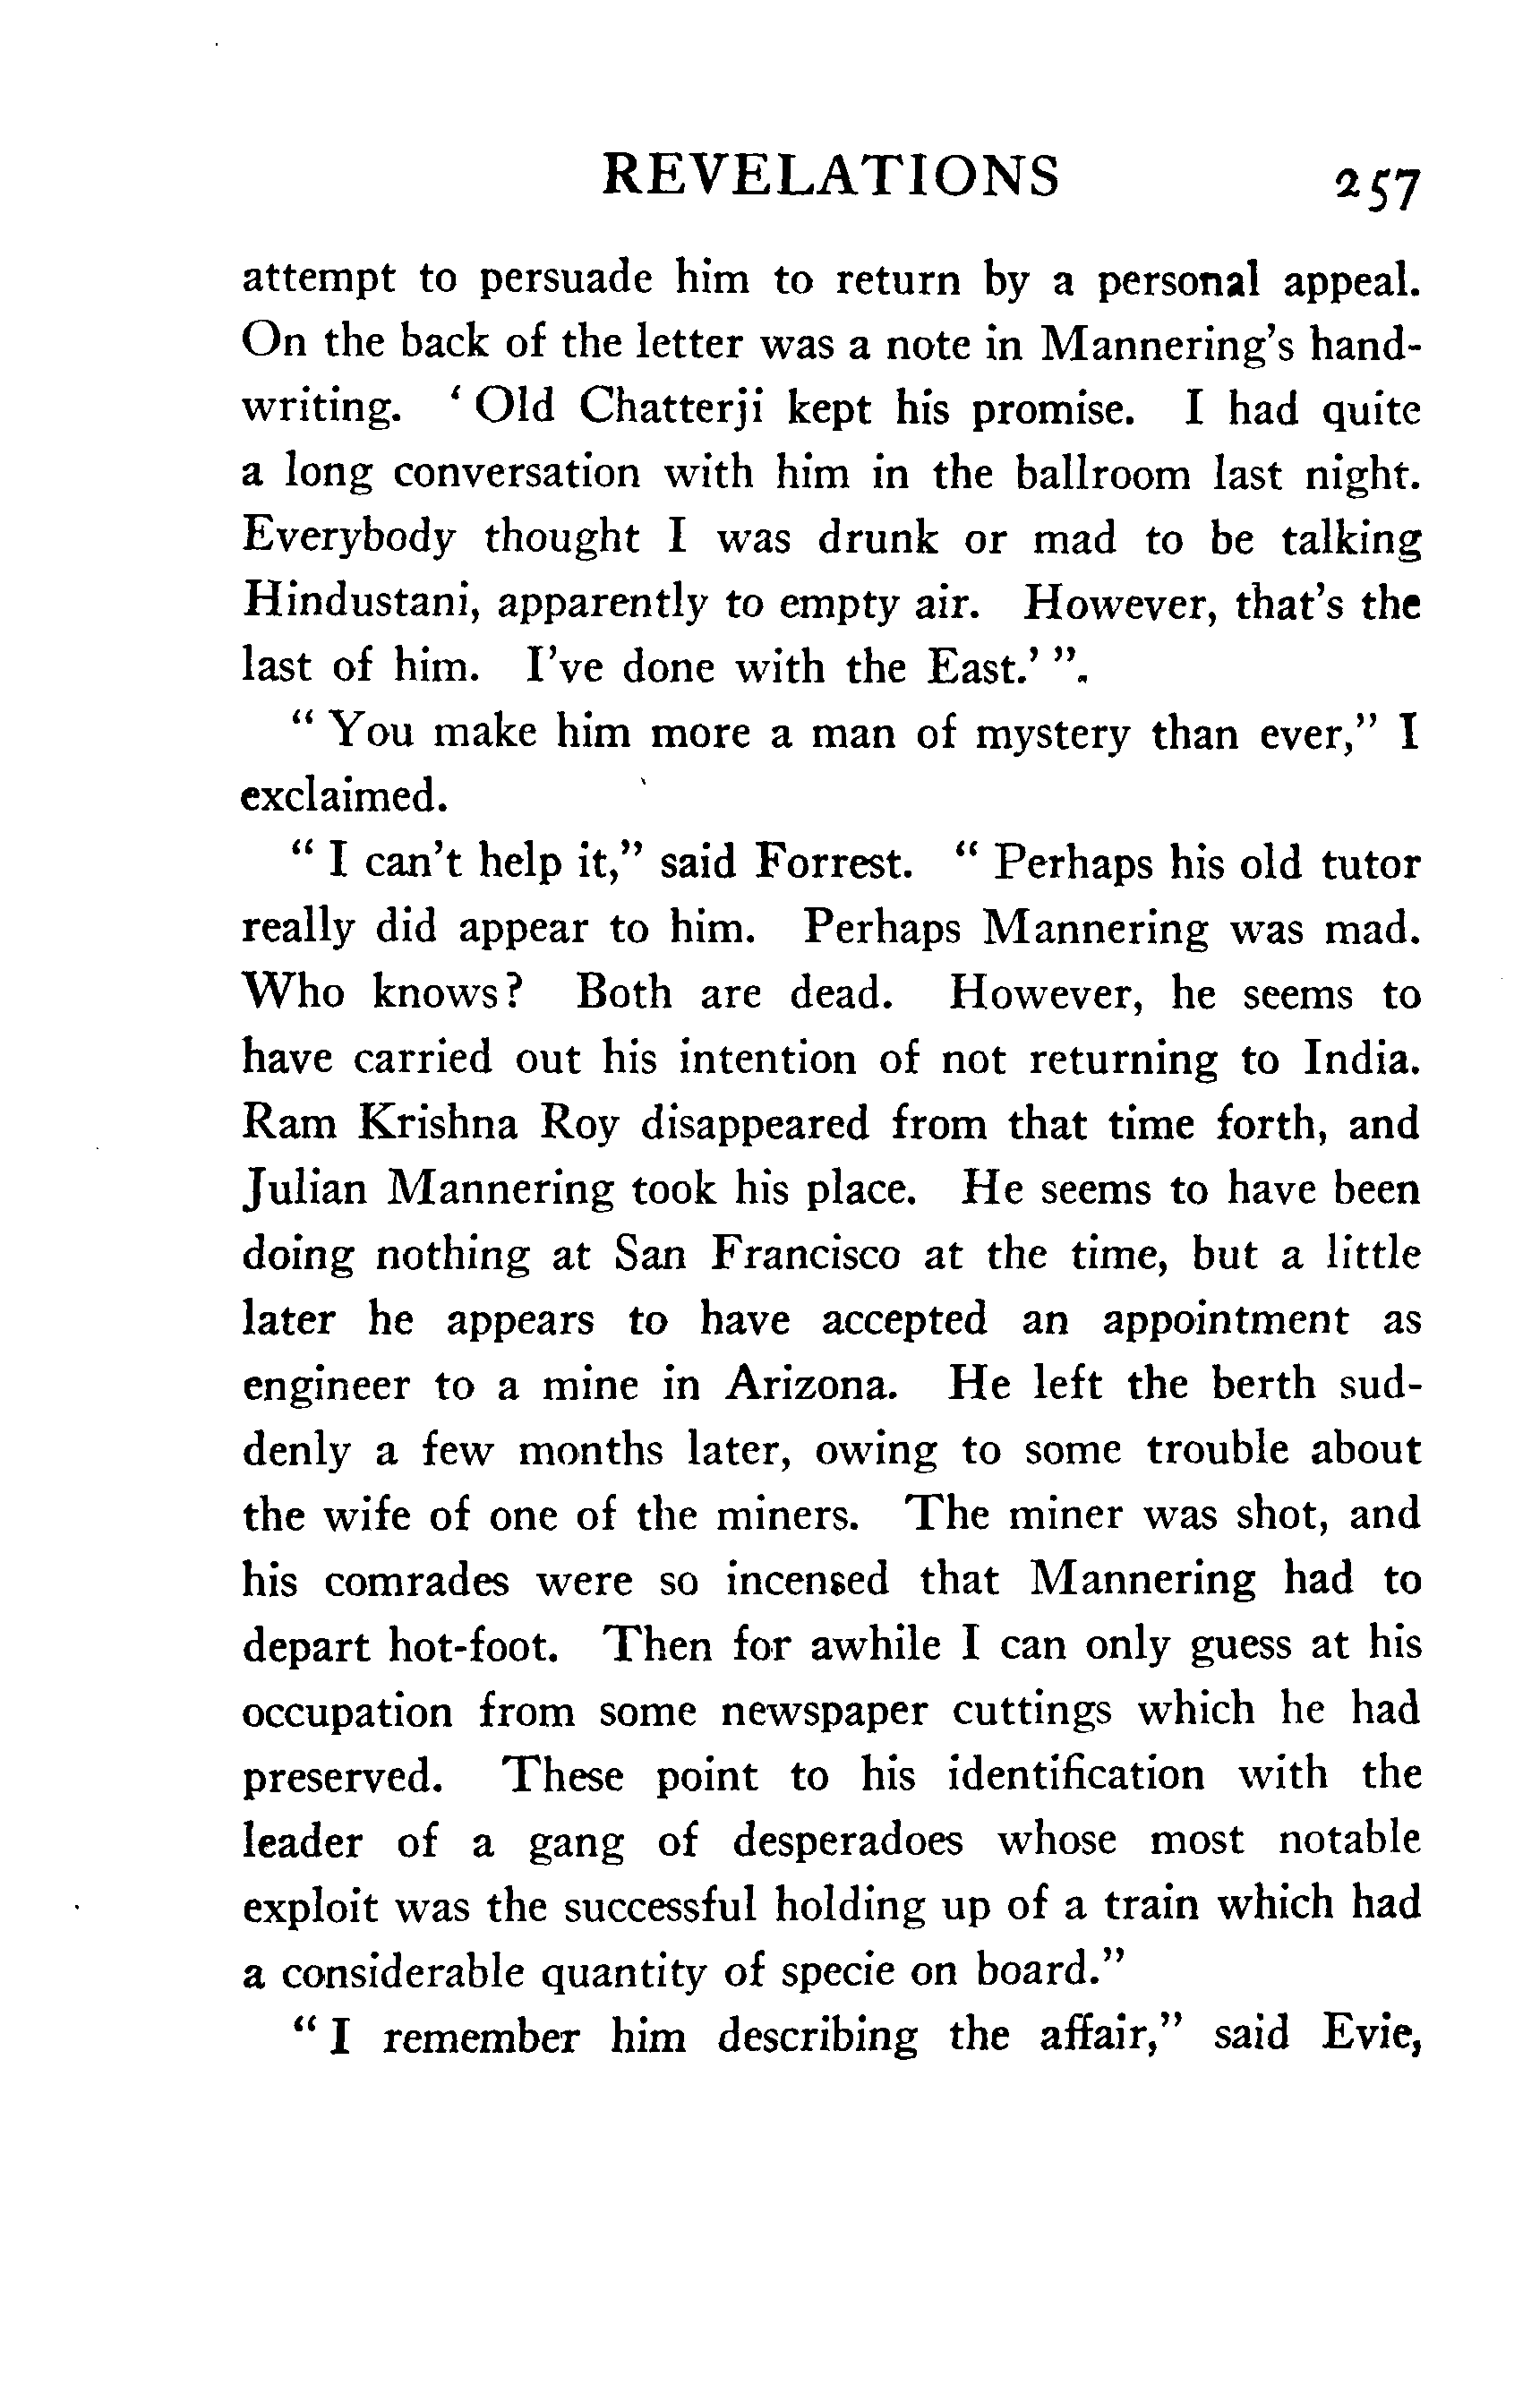 REVELATIONS 257
attempt to persuade him to return by a personal appeal.
On the back of the letter was a note in Mannering's hand-
writing. ‘ Old Chatterji kept his promise. I had quite
a long conversation with him in the ballroom last night.
Everybody thought I was drunk or mad to be talking
Hindustani, apparently to empty air. However, that's the
last of him. I've done with the East.’ ”.
“ You make him more a man of mystery than ever,” I
exclaimed.
“ I can't help it,” said Forrest. “ Perhaps his old tutor
really did appear to him. Perhaps Mannering was mad.
Who knows? Both are dead. However, he seems to
have carried out his intention of not returning to India.
Ram Krishna Roy disappeared from that time forth, and
Julian Mannering took his place. He seems to have been
doing nothing at San Francisco at the time, but a little
later he appears to have accepted an appointment as
engineer to a mine in Arizona. He left the berth sud-
denly a few months later, owing to some trouble about
the wife of one of the miners. The miner was shot, and
his comrades were so incensed that Mannering had to
depart hot-foot. Then for awhile I can only guess at his
occupation from some newspaper cuttings which he had
preserved. These point to his identification with the
leader of a gang of desperadoes whose most notable
exploit was the successful holding up of a train which had
a considerable quantity of specie on board.”
“ I remember him describing the affair,” said Evie,